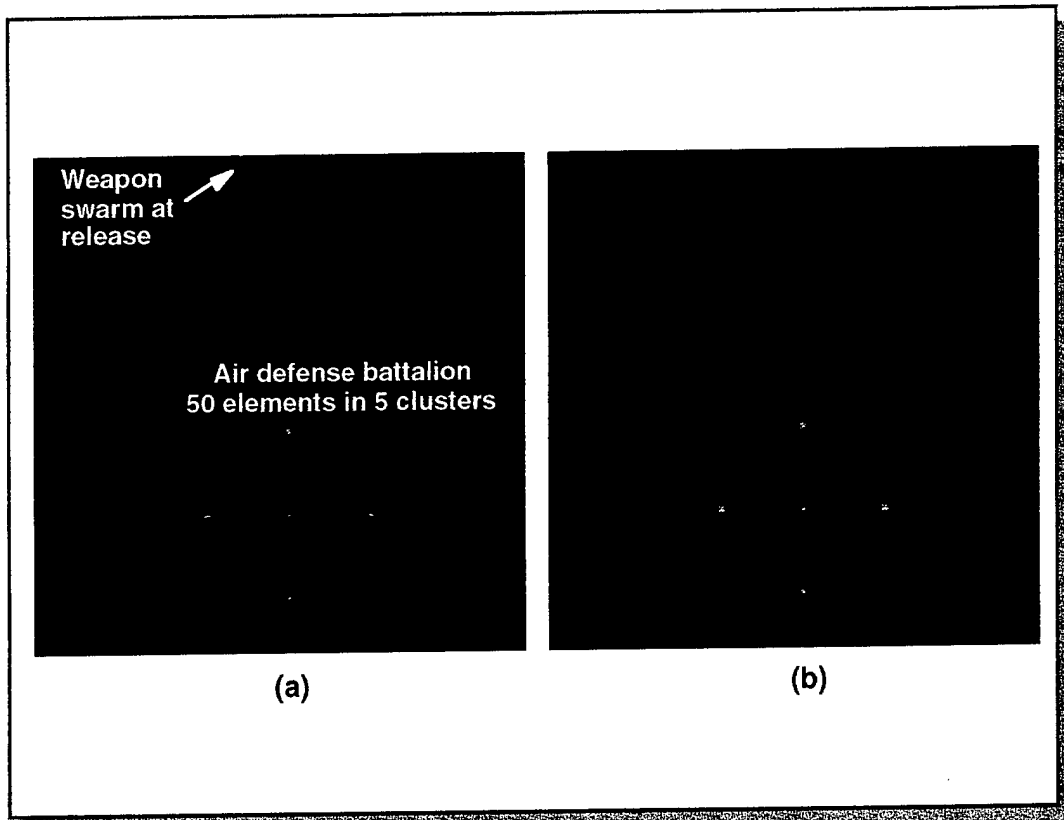 Weapon
swarm at
release
Air defense battalion
50 elements in 5 clusters
(a)
(b)